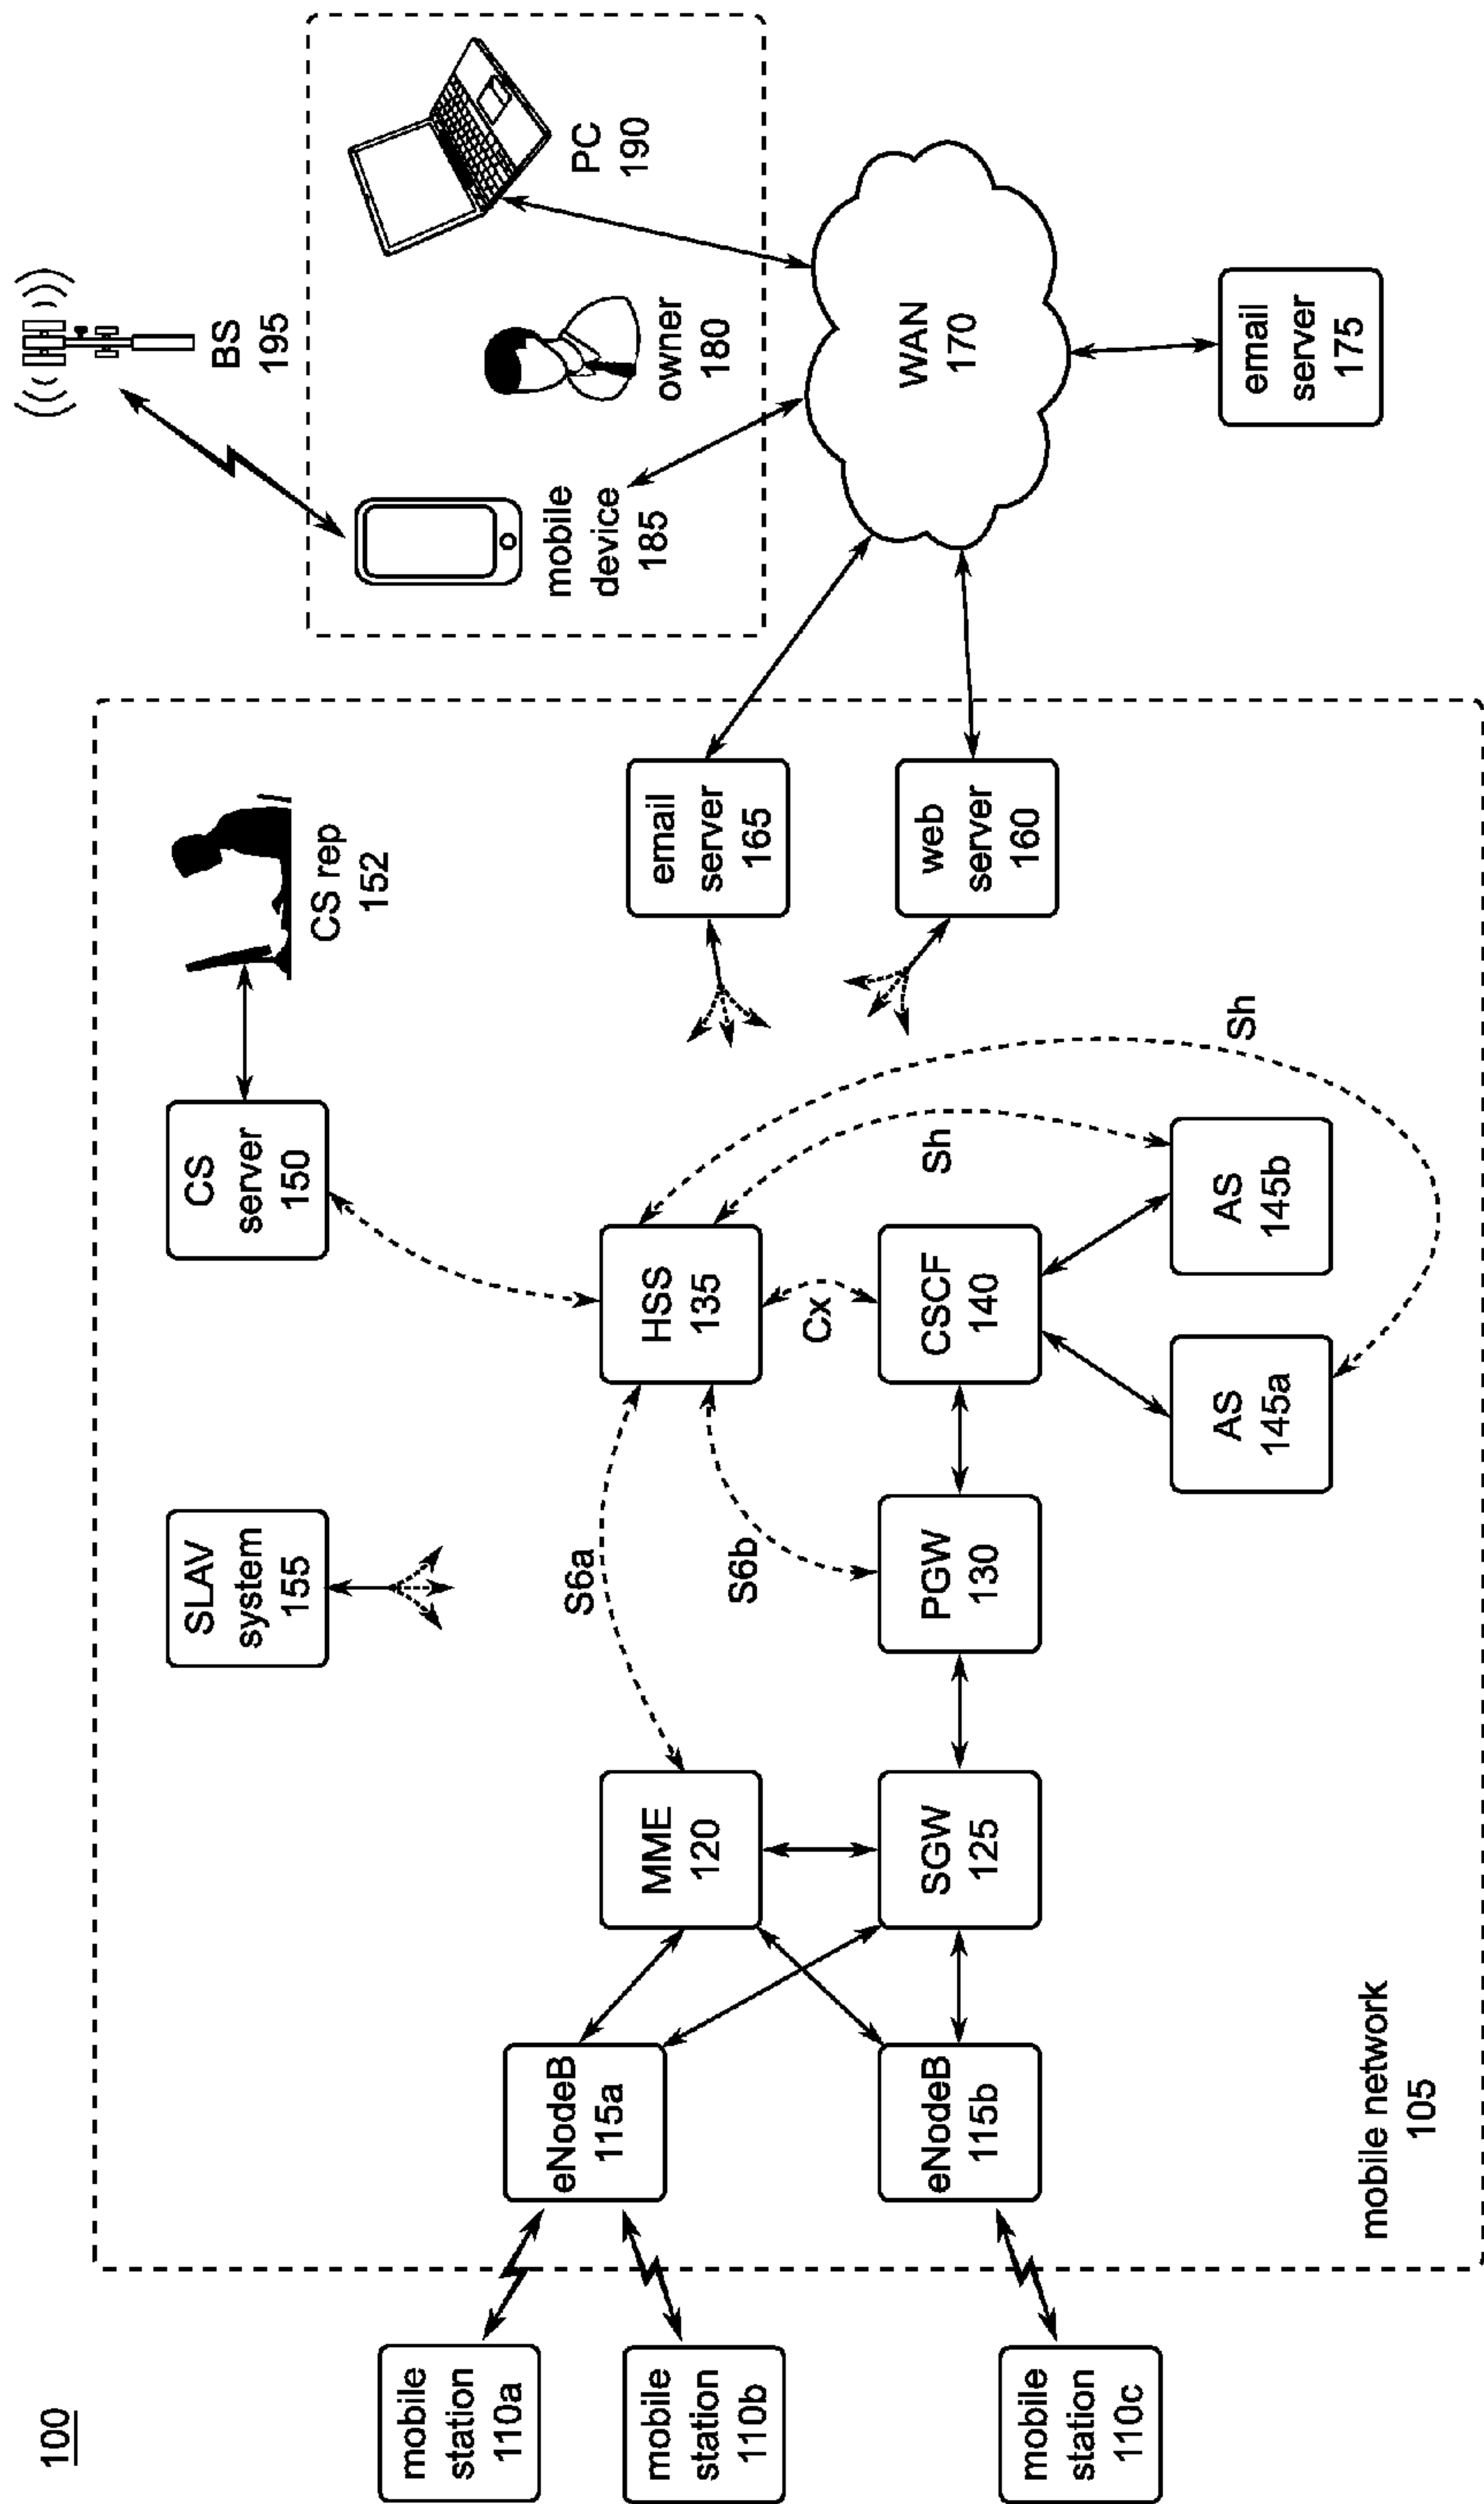 100
mobile
station
110a
mobile
station
110b
mobile
station
110c
mobile network
105
eNodeB
115a
eNodeB
115b
MME
120
SGW
125
PGW
130
SLAV
system
155
S6a
S6b
HSS
135
Cx
CSCF
140
AS
145a
AS
145b
Sh
Sh
CS
server
150
CS rep
152
email
server
165
web
server
160
WAN
170
email
server
175
mobile
device
185
owner
180
PC
190
BS
195